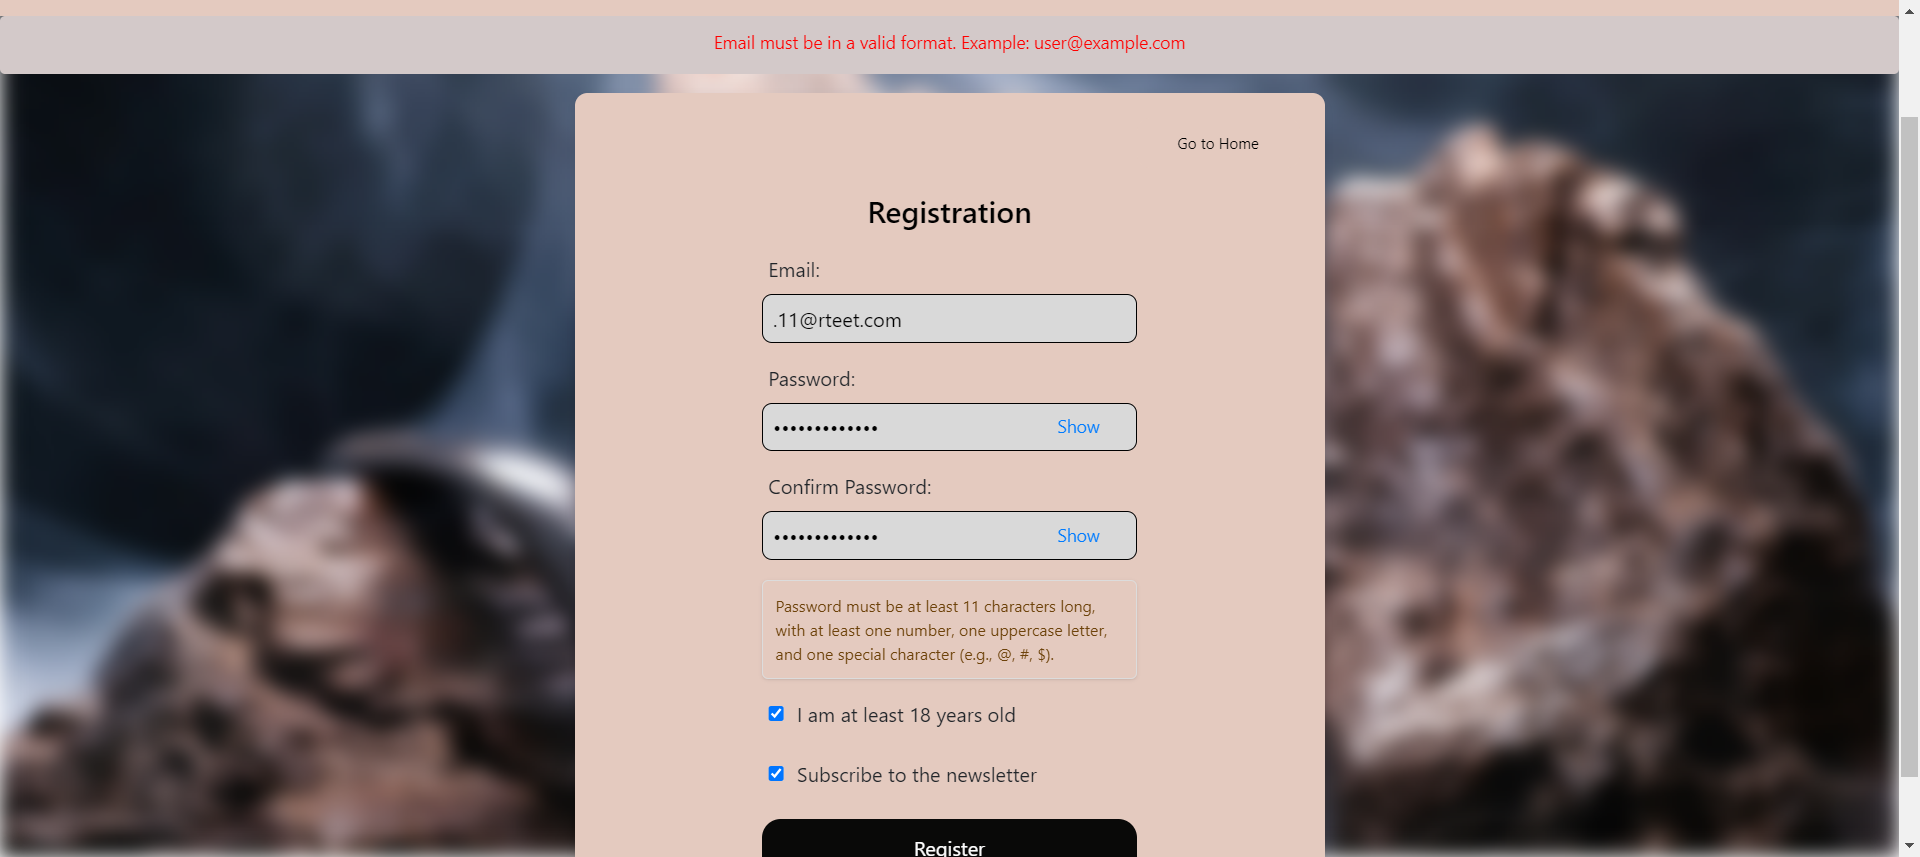 Email must be in a valid format. Example: user@example.com
Go to Home
Registration
Email:
.11@rteet.com
Password:
•••••••••••••
Show
Confirm Password:
•••••••••••••
Show
Password must be at least 11 characters long,
with at least one number, one uppercase letter,
and one special character (e.g., @, #, $).
I am at least 18 years old
Subscribe to the newsletter
Register